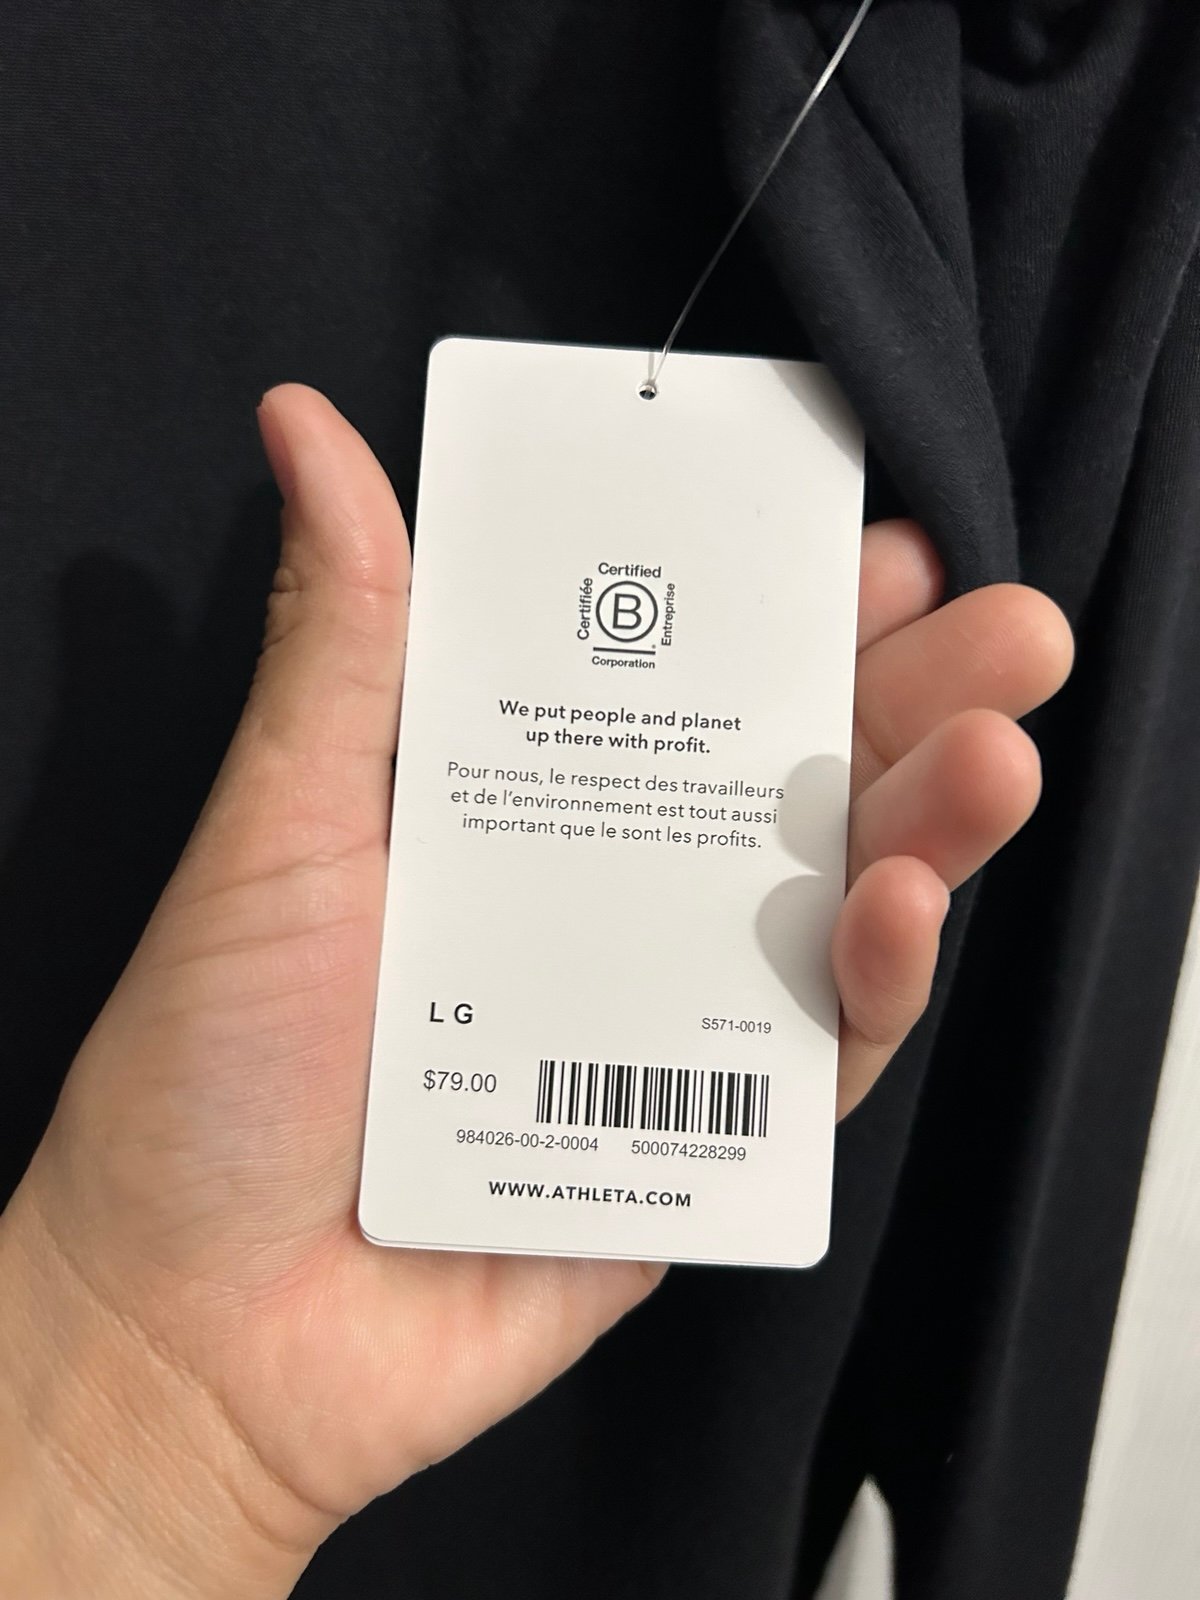 Certified
Certifiée
B
Entreprise
Corporation
We put people and planet
up there with profit.
Pour nous, le respect des travailleurs
et de l'environnement est tout aussi
important que le sont les profits.
L G
S571-0019
$79.00
984026-00-2-0004 500074228299
WWW.ATHLETA.COM